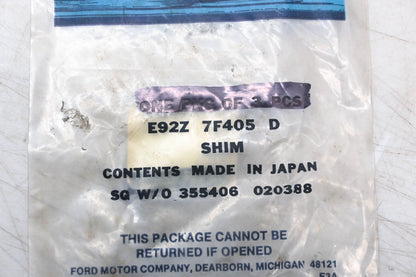 ONE PKG OF 3 PCS
E92Z 7F405 D
SHIM
CONTENTS MADE IN JAPAN
SQ W/O 355406 020388
THIS PACKAGE CANNOT BE
RETURNED IF OPENED
FORD MOTOR COMPANY, DEARBORN, MICHIGAN 48121